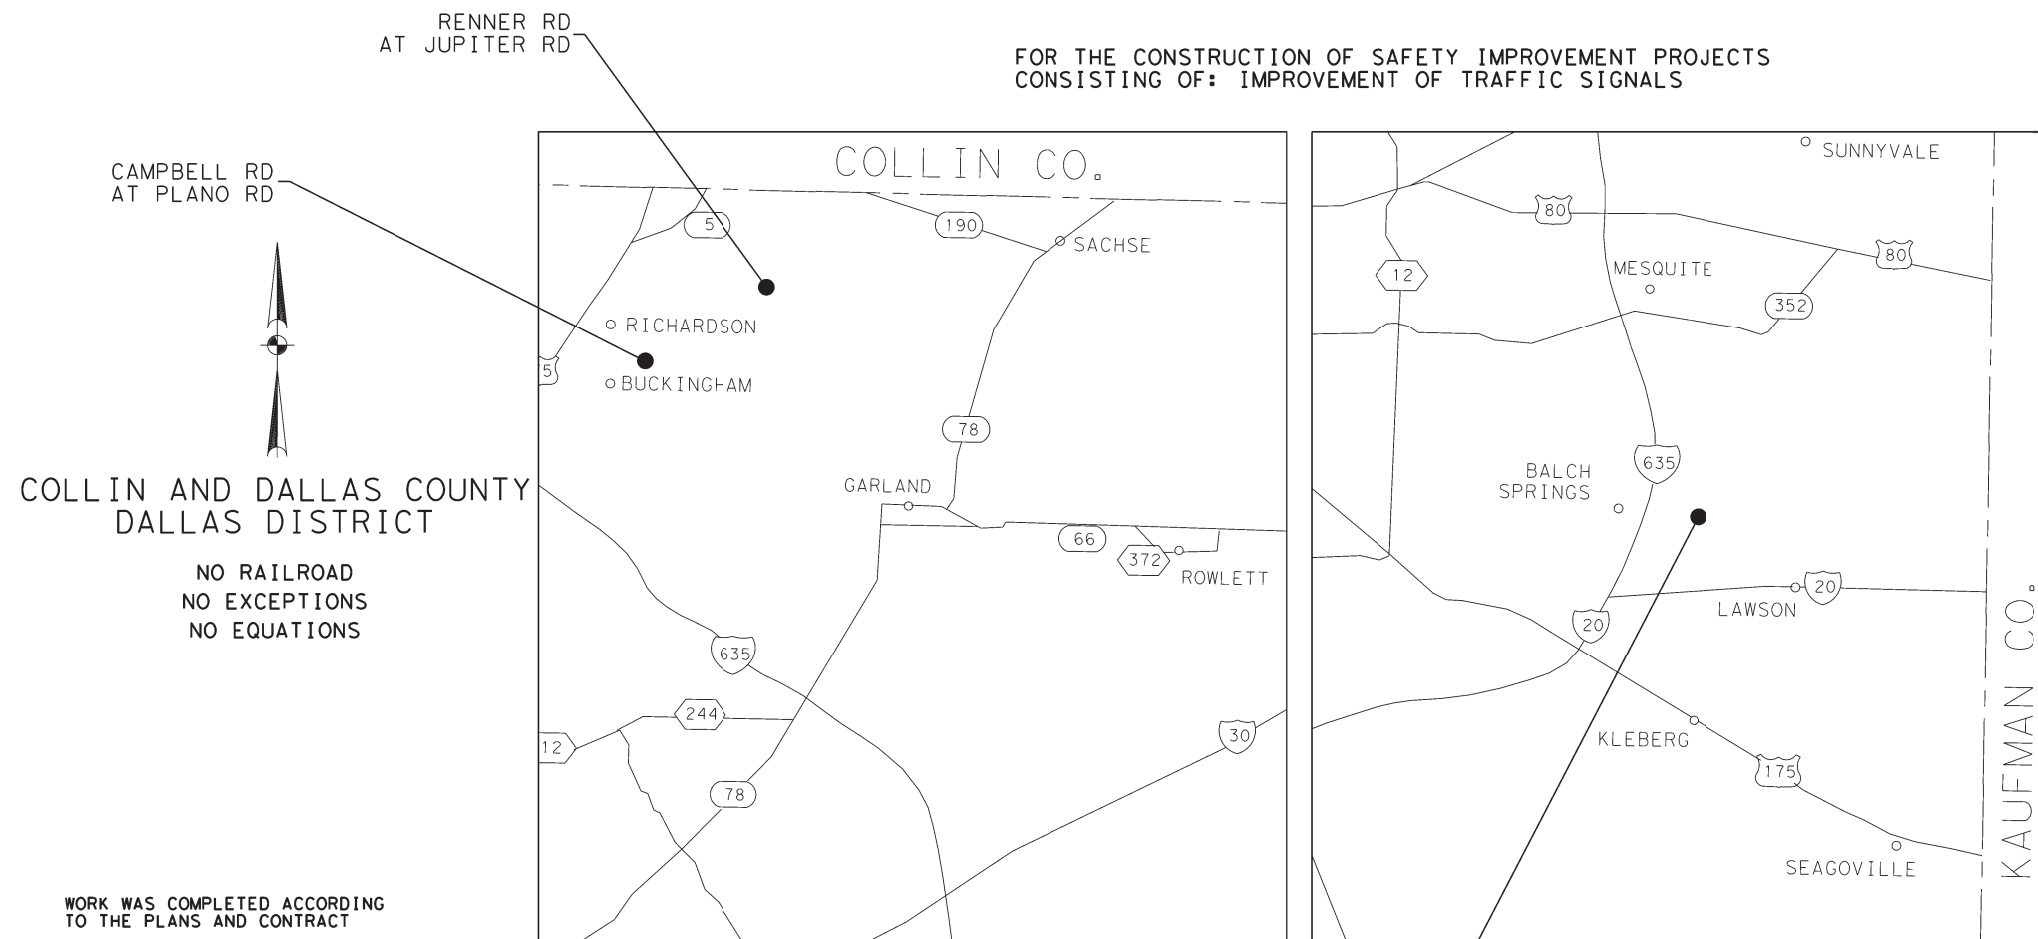 RENNER RD
AT JUPITER RD
FOR THE CONSTRUCTION OF SAFETY IMPROVEMENT PROJECTS
CONSISTING OF: IMPROVEMENT OF TRAFFIC SIGNALS
CAMPBELL RD
AT PLANO RD
COLLIN AND DALLAS COUNTY
DALLAS DISTRICT
NO RAILROAD
NO EXCEPTIONS
NO EQUATIONS
WORK WAS COMPLETED ACCORDING
TO THE PLANS AND CONTRACT
COLLIN CO.
5
190
SACHSE
RICHARDSON
5
BUCKINGHAM
78
GARLAND
66
372
ROWLETT
635
244
12
30
78
SUNNYVALE
80
80
12
MESQUITE
352
635
BALCH
SPRINGS
20
LAWSON
20
KLEBERG
175
SEAGOVILLE
KAUFMAN CO.